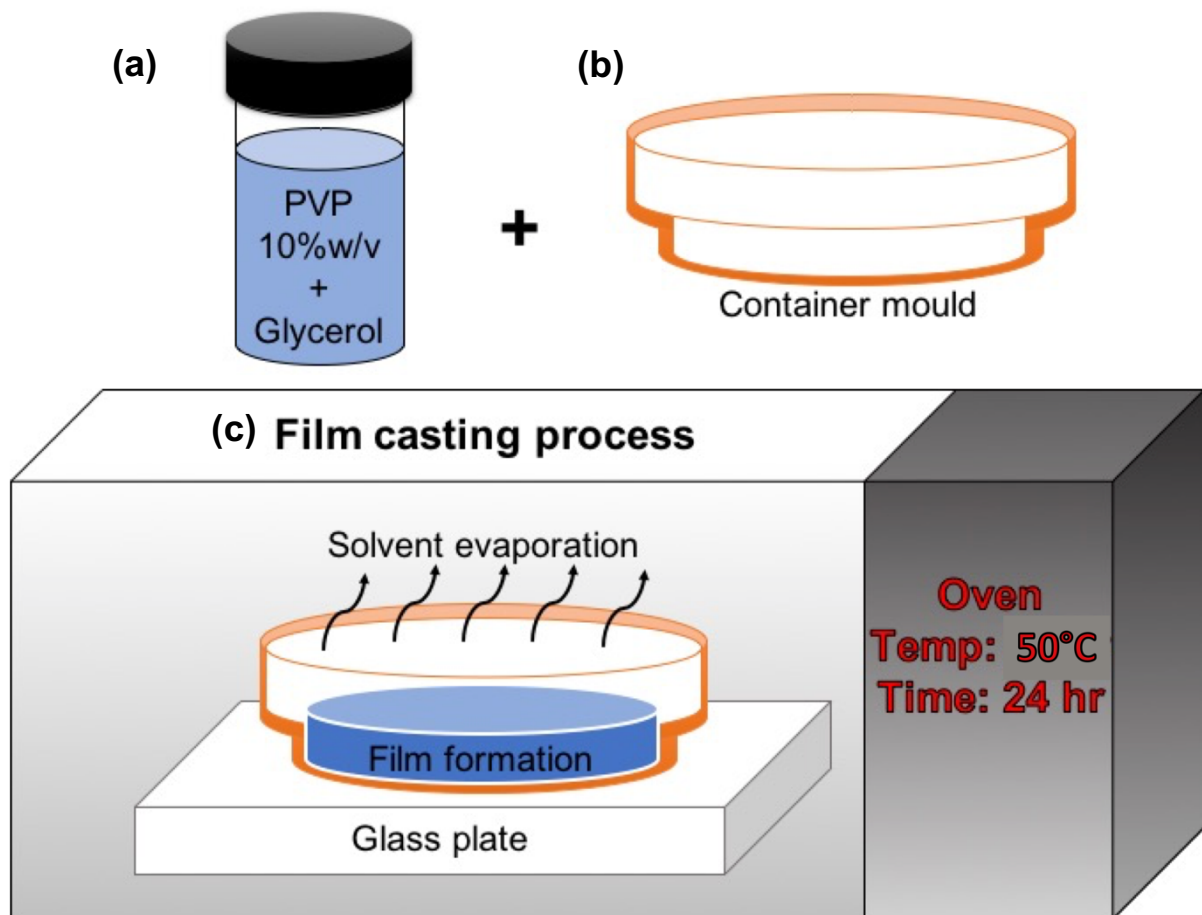 (a)
PVP
10%w/v
+
Glycerol
+
(b)
Container mould
(c) Film casting process
Solvent evaporation
Film formation
Glass plate
Oven
Temp: 50°C
Time: 24 hr